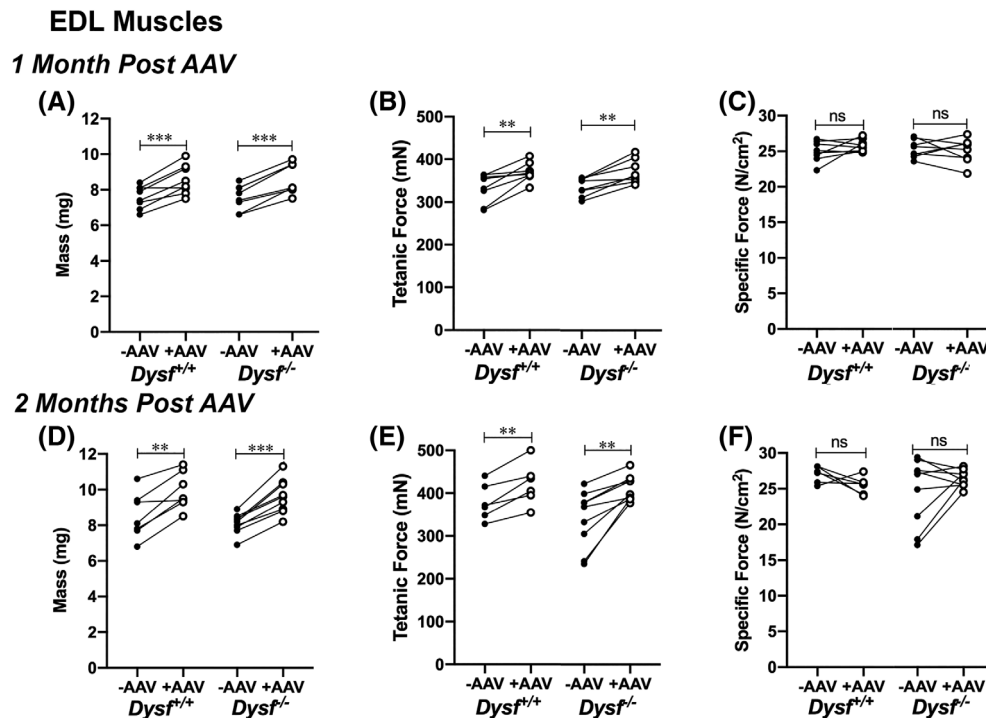 EDL Muscles
1 Month Post AAV
(A)
Mass (mg)
12
10
8
6
4
2
0
***
***
-AAV +AAV -AAV +AAV
Dysf+/+ Dysf-/-
(B)
Tetanic Force (mN)
500
400
300
200
100
0
**
**
-AAV +AAV -AAV +AAV
Dysf+/+ Dysf-/-
(C)
Specific Force (N/cm²)
30
25
20
15
10
5
0
ns
ns
-AAV +AAV -AAV +AAV
Dysf+/+ Dysf-/-
2 Months Post AAV
(D)
Mass (mg)
12
10
8
6
4
2
0
**
***
-AAV +AAV -AAV +AAV
Dysf+/+ Dysf-/-
(E)
Tetanic Force (mN)
500
400
300
200
100
0
**
**
-AAV +AAV -AAV +AAV
Dysf+/+ Dysf-/-
(F)
Specific Force (N/cm²)
30
25
20
15
10
5
0
ns
ns
-AAV +AAV -AAV +AAV
Dysf+/+ Dysf-/-